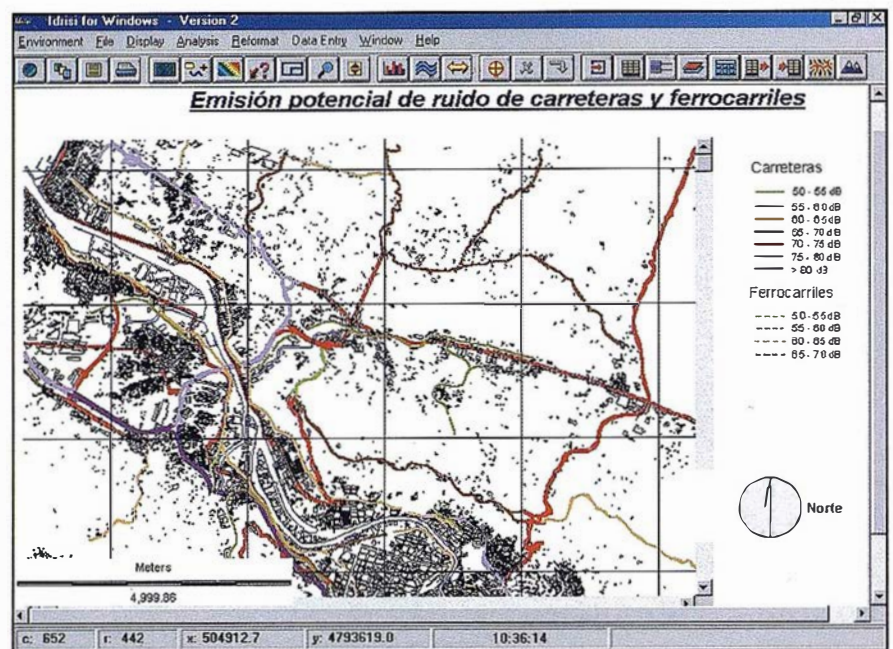 Idrisi for Windows - Version 2
Environment File Display Analysis Reformat Data Entry Window Help
Emisión potencial de ruido de carreteras y ferrocarriles
Carreteras
50 - 55 dB
55 - 60 dB
60 - 65 dB
65 - 70 dB
70 - 75 dB
75 - 80 dB
> 80 dB
Ferrocarriles
50 - 55 dB
55 - 60 dB
60 - 65 dB
65 - 70 dB
Norte
Meters
4,999.86
c: 652 r: 442 x: 504912.7 y: 4793619.0 10:36:14